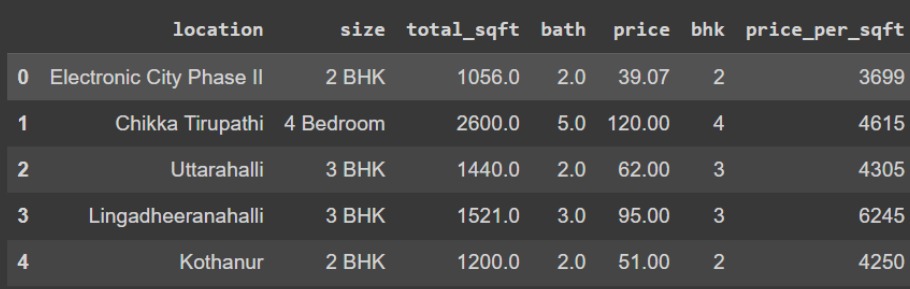 location size total_sqft bath price bhk price_per_sqft
0 Electronic City Phase II 2 BHK 1056.0 2.0 39.07 2 3699
1 Chikka Tirupathi 4 Bedroom 2600.0 5.0 120.00 4 4615
2 Uttarahalli 3 BHK 1440.0 2.0 62.00 3 4305
3 Lingadheeranahalli 3 BHK 1521.0 3.0 95.00 3 6245
4 Kothanur 2 BHK 1200.0 2.0 51.00 2 4250